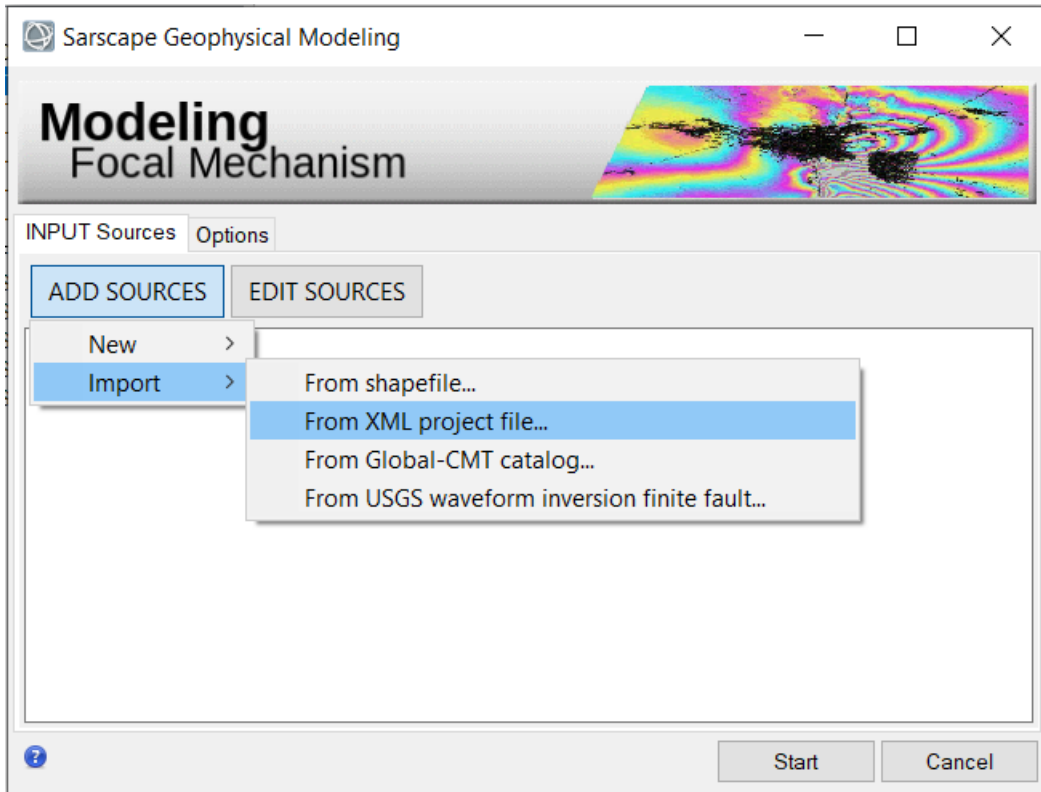 Sarscape Geophysical Modeling
Modeling
Focal Mechanism
INPUT Sources
Options
ADD SOURCES
EDIT SOURCES
New
Import
From shapefile...
From XML project file...
From Global-CMT catalog...
From USGS waveform inversion finite fault...
?
Start
Cancel